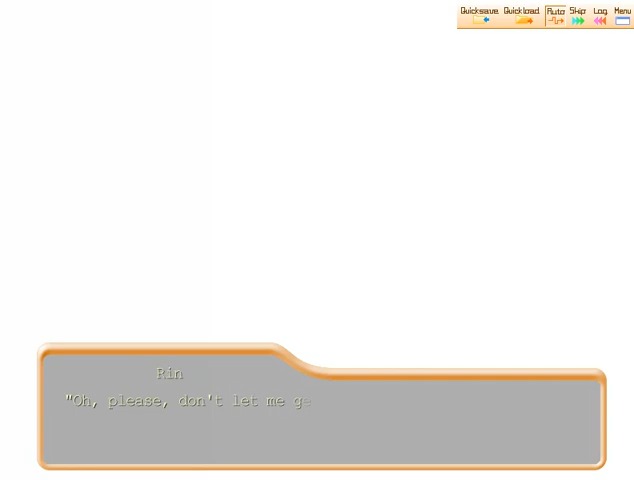 Quicksave Quickload Auto Skip Log Menu
Rin
"Oh, please, don't let me g